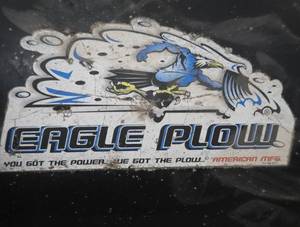 EAGLE PLOW
YOU GOT THE POWER... WE GOT THE PLOW... AMERICAN MFG.